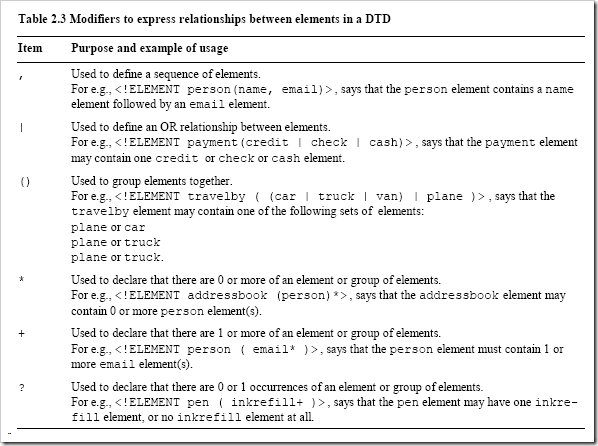 Table 2.3 Modifiers to express relationships between elements in a DTD
Item Purpose and example of usage
, Used to define a sequence of elements.
For e.g., <!ELEMENT person(name, email)>, says that the person element contains a name
element followed by an email element.
| Used to define an OR relationship between elements.
For e.g., <!ELEMENT payment(credit | check | cash)>, says that the payment element
may contain one credit or check or cash element.
() Used to group elements together.
For e.g., <!ELEMENT travelby ( (car | truck | van) | plane )>, says that the
travelby element may contain one of the following sets of elements:
plane or car
plane or truck
plane or truck.
* Used to declare that there are 0 or more of an element or group of elements.
For e.g., <!ELEMENT addressbook (person)*>, says that the addressbook element may
contain 0 or more person element(s).
+ Used to declare that there are 1 or more of an element or group of elements.
For e.g., <!ELEMENT person ( email* )>, says that the person element must contain 1 or
more email element(s).
? Used to declare that there are 0 or 1 occurrences of an element or group of elements.
For e.g., <!ELEMENT pen ( inkrefill+ )>, says that the pen element may have one inkre-
fill element, or no inkrefill element at all.